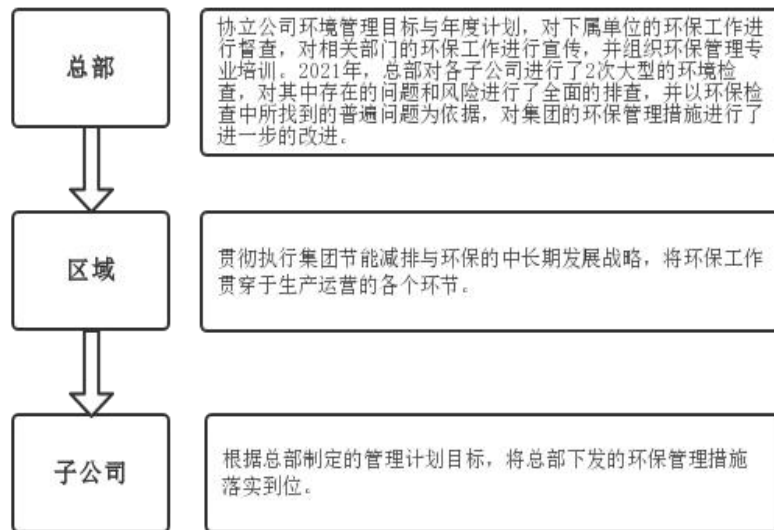 总部
协立公司环境管理目标与年度计划，对下属单位的环保工作进
行督查，对相关部门的环保工作进行宣传，并组织环保管理专
业培训。2021年，总部对各子公司进行了2次大型的环境检
查，对其中存在的问题和风险进行了全面的排查，并以环保检
查中所找到的普遍问题为依据，对集团的环保管理措施进行了
进一步的改进。
区域
贯彻执行集团节能减排与环保的中长期发展战略，将环保工作
贯穿于生产运营的各个环节。
子公司
根据总部制定的管理计划目标，将总部下发的环保管理措施
落实到位。